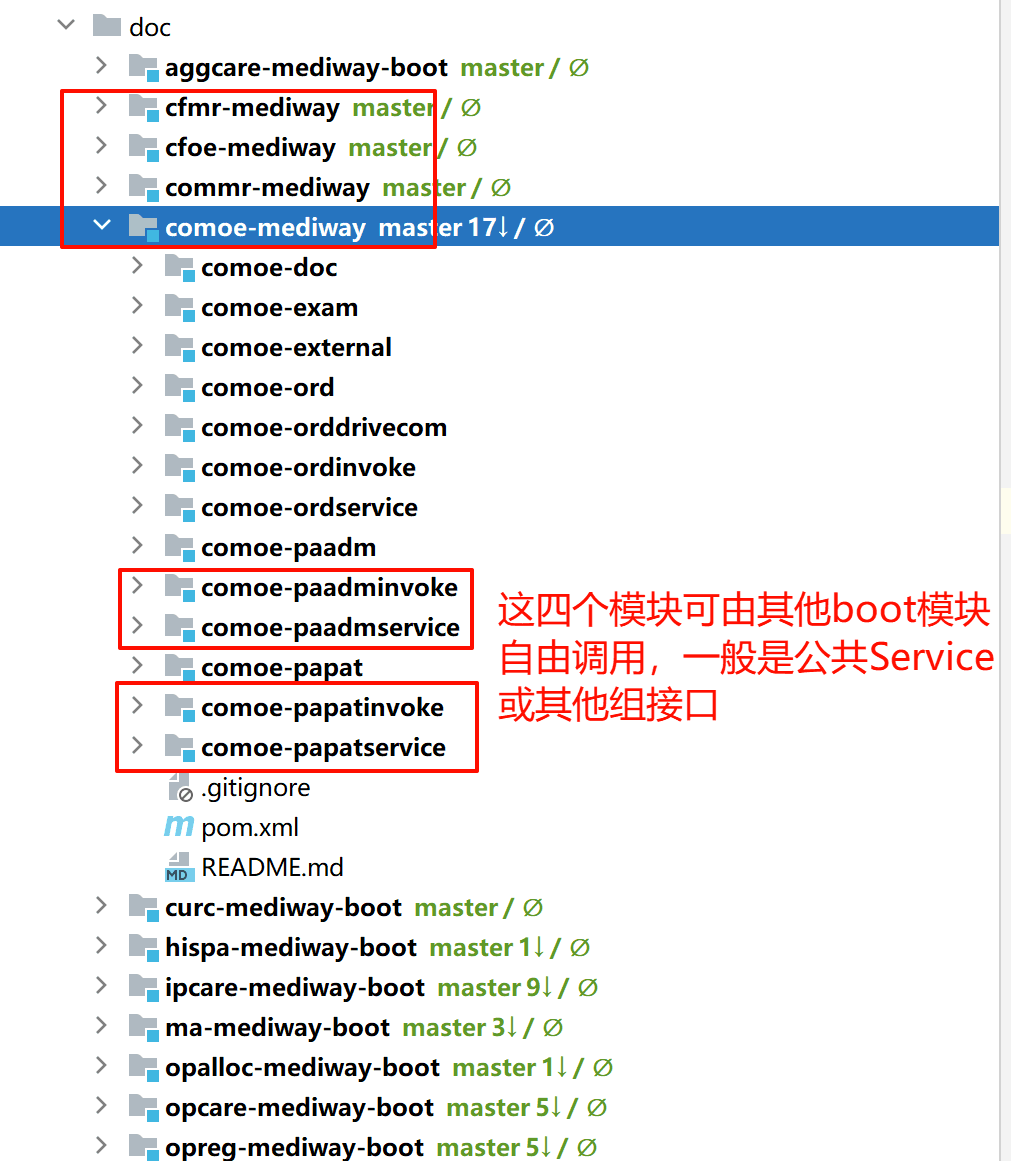 doc
aggcare-mediway-boot master / ∅
cfmr-mediway master / ∅
cfoe-mediway master / ∅
commr-mediway master / ∅
comoe-mediway master 17↓ / ∅
comoe-doc
comoe-exam
comoe-external
comoe-ord
comoe-orddrivecom
comoe-ordinvoke
comoe-ordservice
comoe-paadm
comoe-paadminvoke
comoe-paadmservice
comoe-papat
comoe-papatinvoke
comoe-papatservice
这四个模块可由其他boot模块
自由调用，一般是公共Service
或其他组接口
.gitignore
m pom.xml
MD README.md
curc-mediway-boot master / ∅
hispa-mediway-boot master 1↓ / ∅
ipcare-mediway-boot master 9↓ / ∅
ma-mediway-boot master 3↓ / ∅
opalloc-mediway-boot master 1↓ / ∅
opcare-mediway-boot master 5↓ / ∅
opreg-mediway-boot master 5↓ / ∅